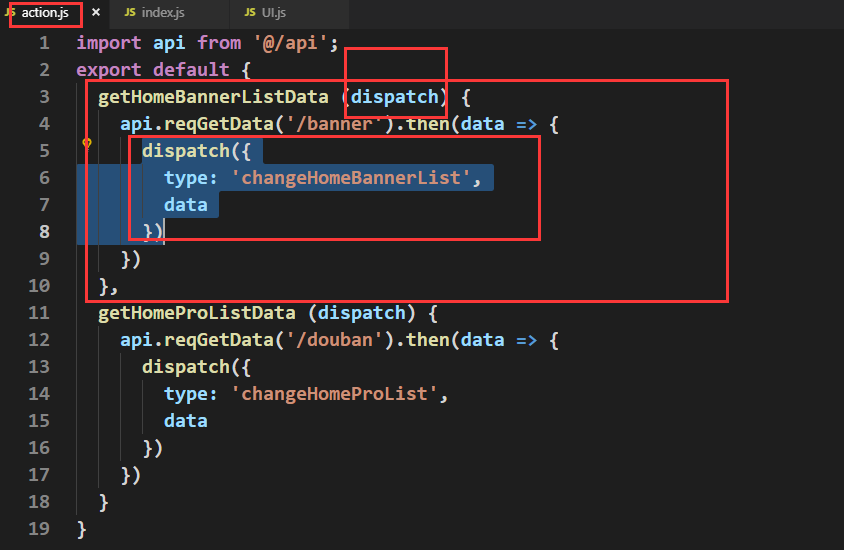 JS action.js × JS index.js JS UI.js
1 import api from '@/api';
2 export default {
3 getHomeBannerListData (dispatch) {
4 api.reqGetData('/banner').then(data => {
5 dispatch({
6 type: 'changeHomeBannerList',
7 data
8 })
9 })
10 },
11 getHomeProListData (dispatch) {
12 api.reqGetData('/douban').then(data => {
13 dispatch({
14 type: 'changeHomeProList',
15 data
16 })
17 })
18 }
19 }